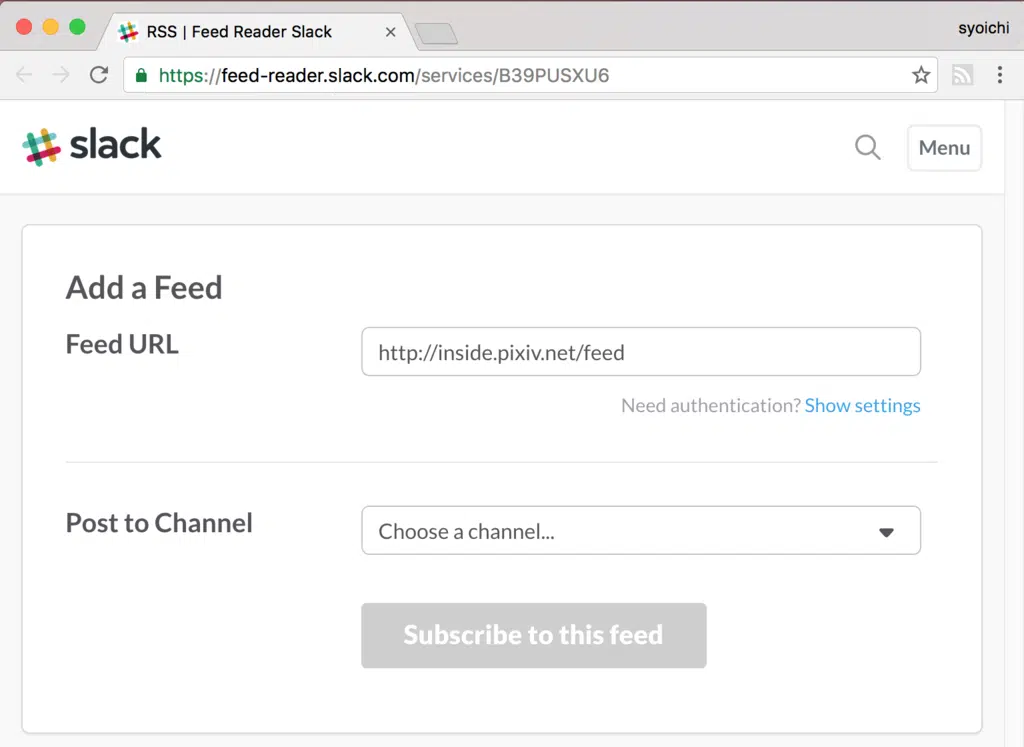 RSS | Feed Reader Slack
syoichi
https://feed-reader.slack.com/services/B39PUSXU6
slack
Menu
Add a Feed
Feed URL
http://inside.pixiv.net/feed
Need authentication? Show settings
Post to Channel
Choose a channel...
Subscribe to this feed